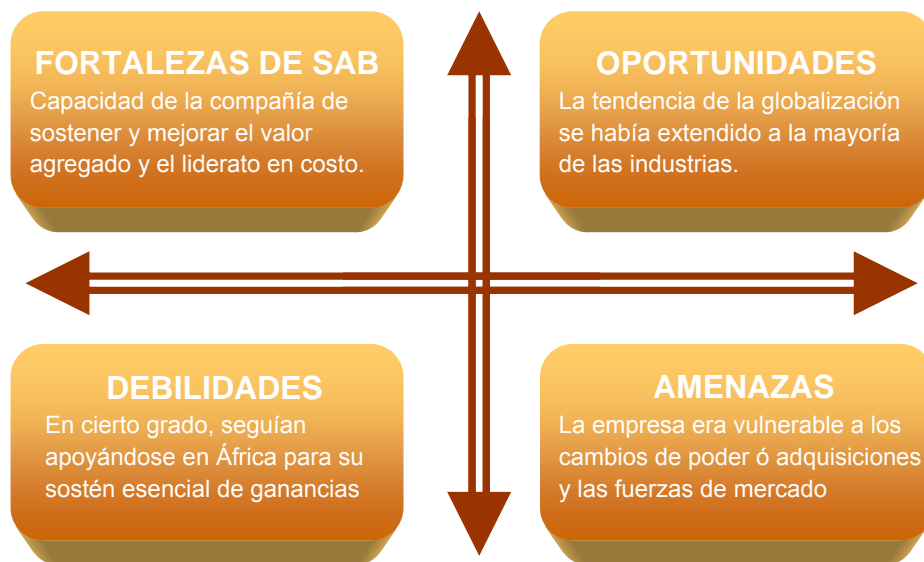 FORTALEZAS DE SAB
Capacidad de la compañía de
sostener y mejorar el valor
agregado y el liderato en costo.
OPORTUNIDADES
La tendencia de la globalización
se había extendido a la mayoría
de las industrias.
DEBILIDADES
En cierto grado, seguían
apoyándose en África para su
sostén esencial de ganancias
AMENAZAS
La empresa era vulnerable a los
cambios de poder ó adquisiciones
y las fuerzas de mercado